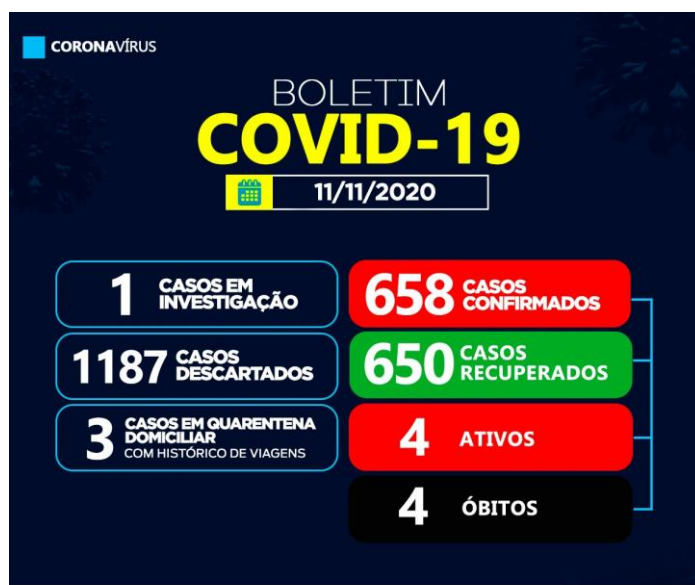 CORONAVÍRUS
BOLETIM
COVID-19
11/11/2020
1 CASOS EM
INVESTIGAÇÃO
1187 CASOS
DESCARTADOS
3 CASOS EM QUARENTENA
DOMICILIAR
COM HISTÓRICO DE VIAGENS
658 CASOS
CONFIRMADOS
650 CASOS
RECUPERADOS
4 ATIVOS
4 ÓBITOS